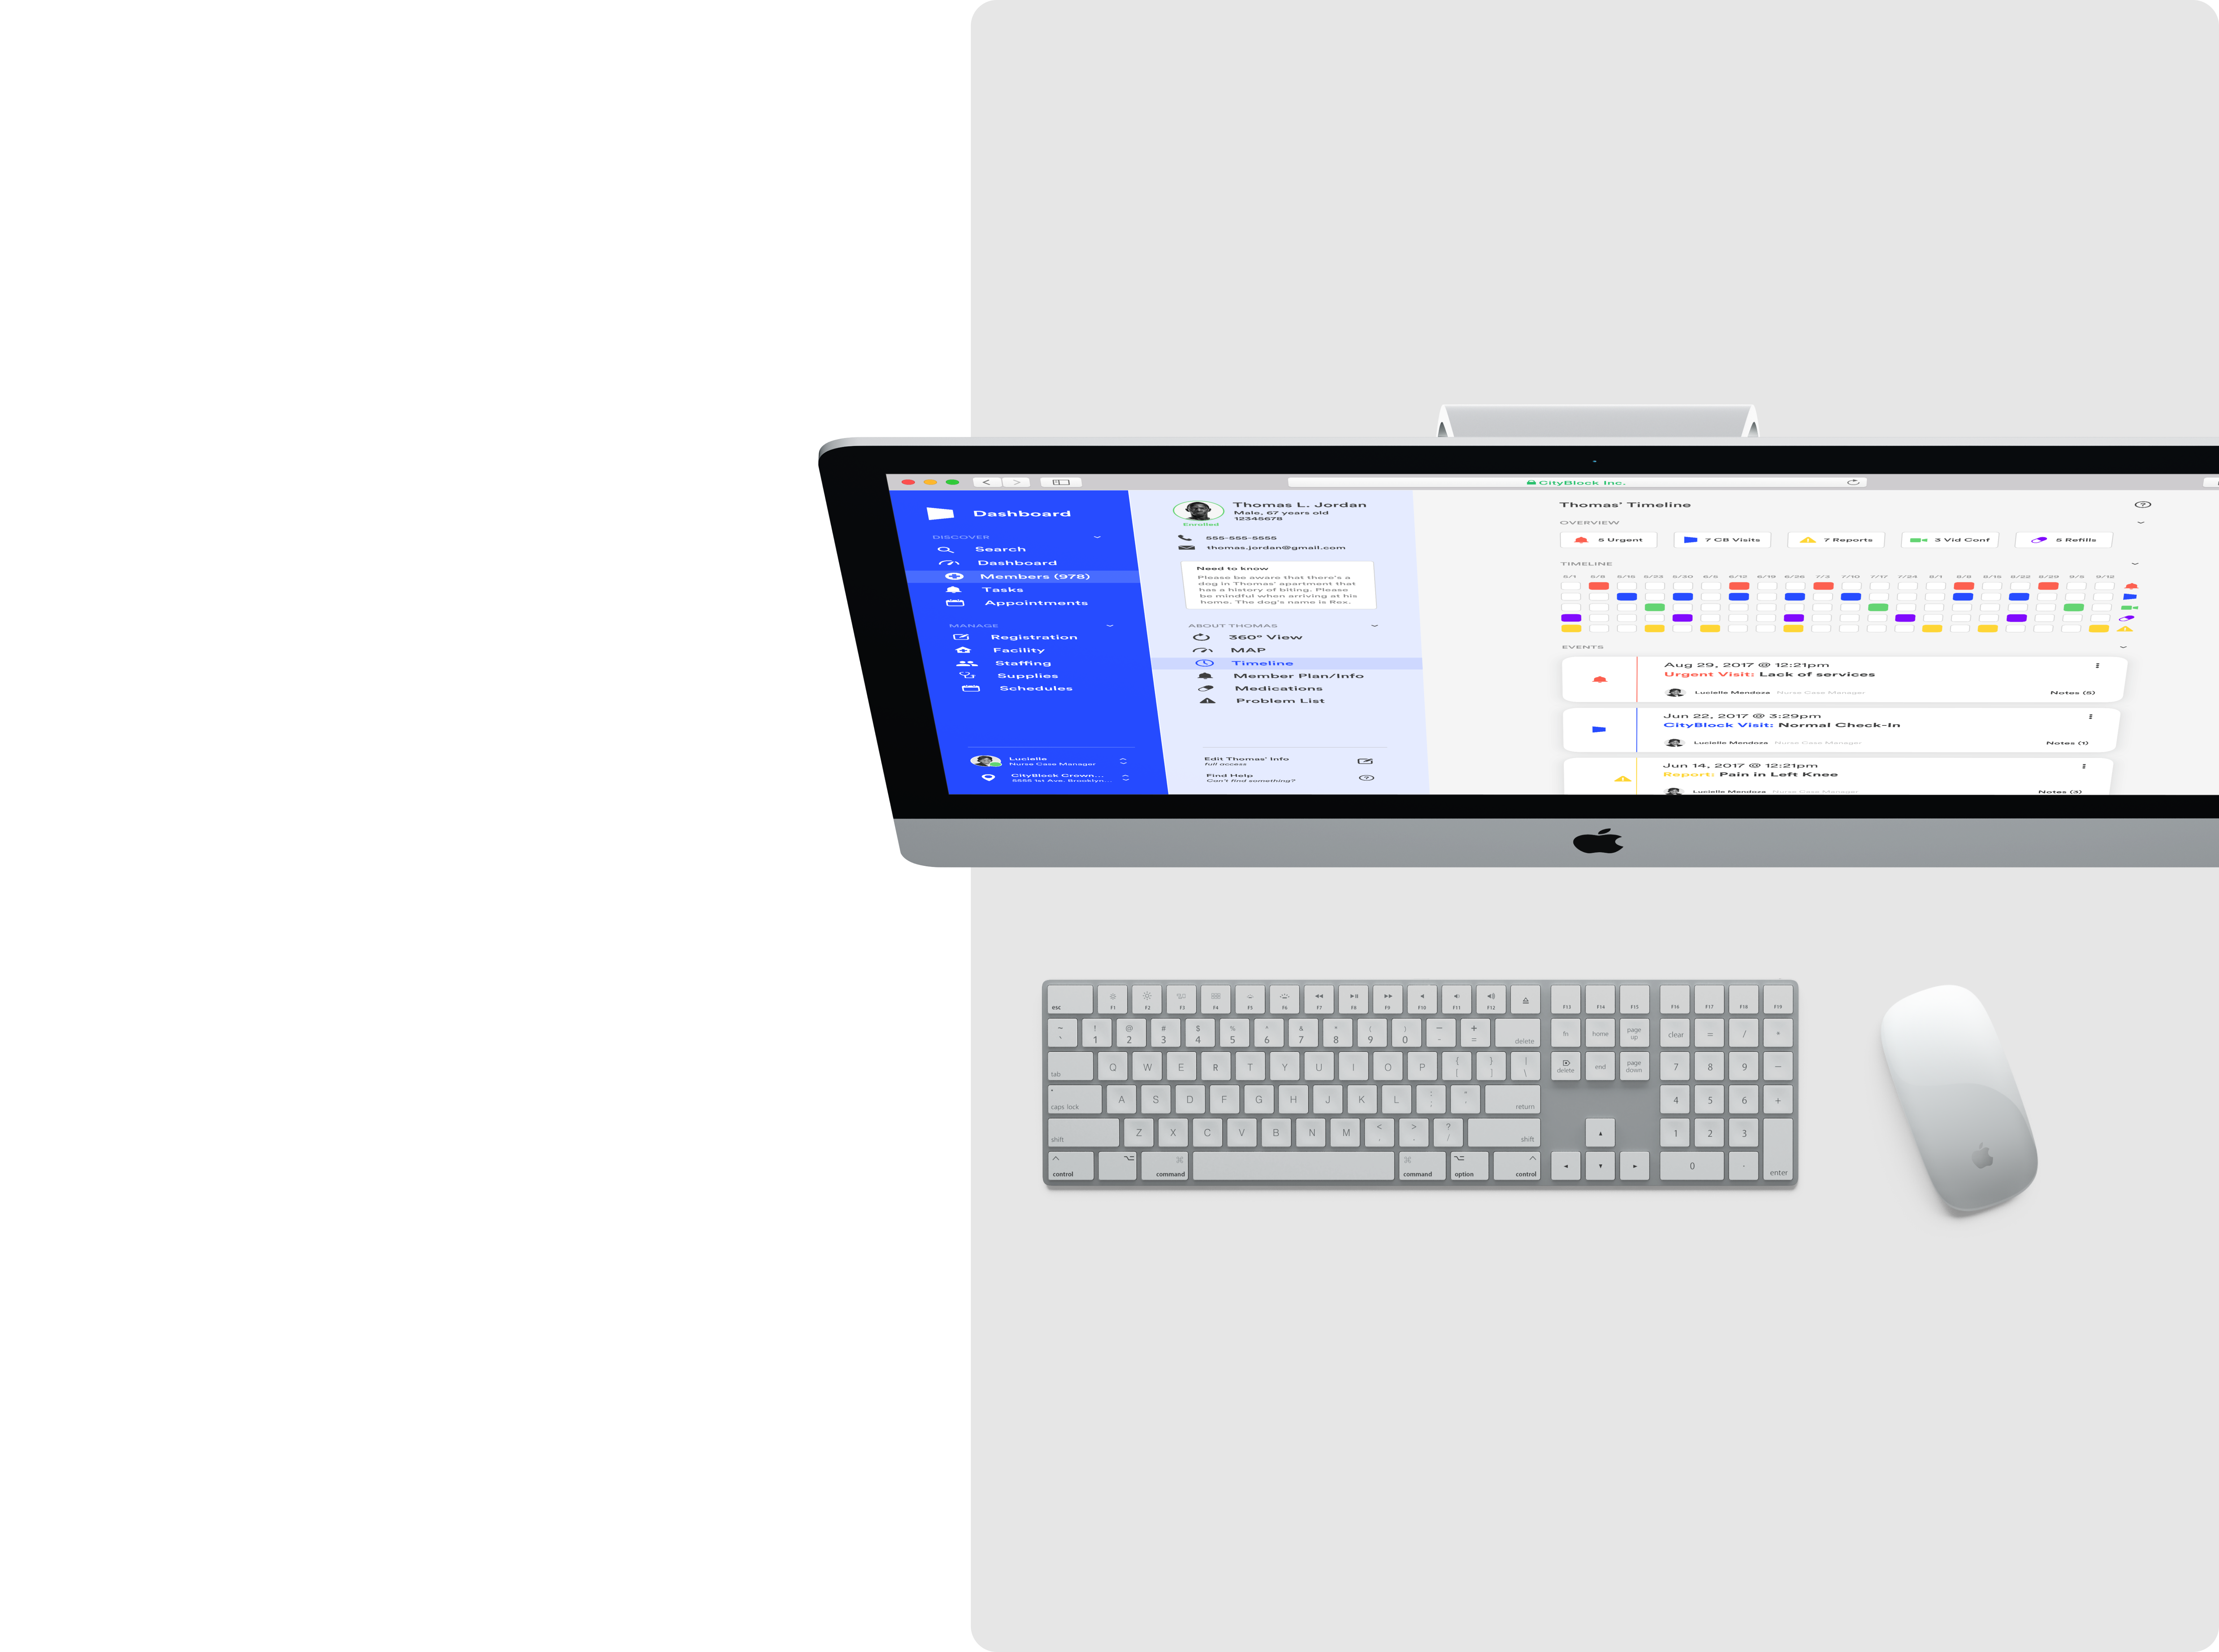 CityBlock Inc.
Dashboard
DISCOVER
Search
Dashboard
Members (978)
Tasks
Appointments
MANAGE
Registration
Facility
Staffing
Supplies
Schedules
Lucielle
Nurse Case Manager
CityBlock Crown...
5555 1st Ave. Brooklyn...
Thomas L. Jordan
Male, 67 years old
12345678
Enrolled
555-555-5555
thomas.jordan@gmail.com
Need to know
Please be aware that there's a
dog in Thomas' apartment that
has a history of biting. Please
be mindful when arriving at his
home. The dog's name is Rex.
ABOUT THOMAS
360° View
MAP
Timeline
Member Plan/Info
Medications
Problem List
Edit Thomas' Info
full access
Find Help
Can't find something?
Thomas' Timeline
OVERVIEW
5 Urgent 7 CB Visits 7 Reports 3 Vid Conf 5 Refills
TIMELINE
5/1 5/8 5/15 5/23 5/30 6/5 6/12 6/19 6/26 7/3 7/10 7/17 7/24 8/1 8/8 8/15 8/22 8/29 9/5 9/12
EVENTS
Aug 29, 2017 @ 12:21pm
Urgent Visit: Lack of services
Lucielle Mendoza Nurse Case Manager Notes (5)
Jun 22, 2017 @ 3:29pm
CityBlock Visit: Normal Check-In
Lucielle Mendoza Nurse Case Manager Notes (1)
Jun 14, 2017 @ 12:21pm
Report: Pain in Left Knee
Lucielle Mendoza Nurse Case Manager Notes (3)
esc F1 F2 F3 F4 F5 F6 F7 F8 F9 F10 F11 F12 F13 F14 F15 F16 F17 F18 F19
~ ! @ # $ % ^ & * ( ) — +
` 1 2 3 4 5 6 7 8 9 0 - = delete fn home page up clear = / *
tab Q W E R T Y U I O P { [ } ] | \ delete end page down 7 8 9 −
caps lock A S D F G H J K L : ; " ' return 4 5 6 +
shift Z X C V B N M < , > . ? / shift 1 2 3
control command command option control 0 . enter